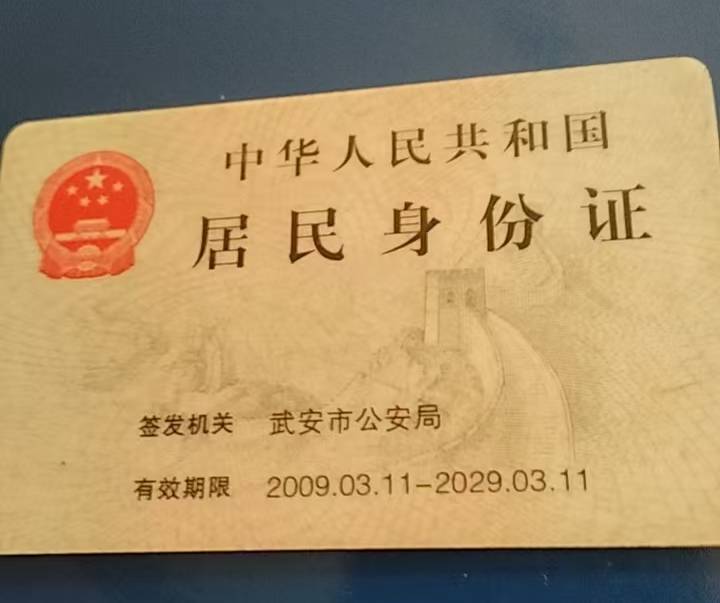 中华人民共和国
居民身份证
签发机关 武安市公安局
有效期限 2009.03.11-2029.03.11